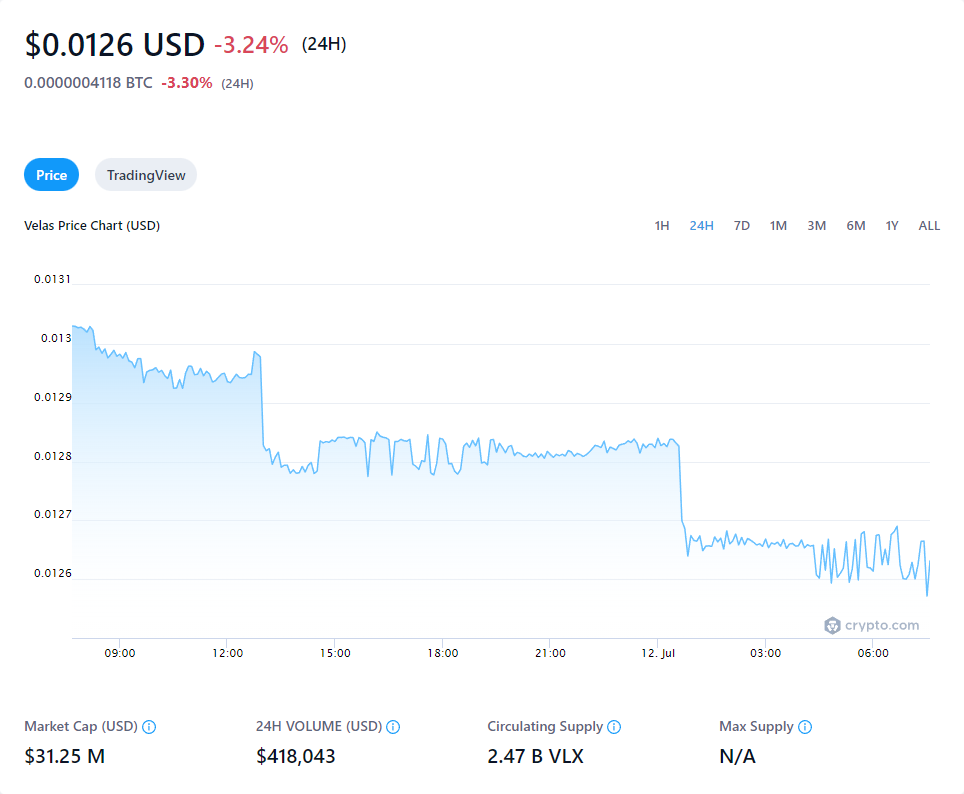 $0.0126 USD -3.24% (24H)
0.0000004118 BTC -3.30% (24H)
Price TradingView
Velas Price Chart (USD)
1H 24H 7D 1M 3M 6M 1Y ALL
0.0131
0.013
0.0129
0.0128
0.0127
0.0126
crypto.com
09:00 12:00 15:00 18:00 21:00 12. Jul 03:00 06:00
Market Cap (USD) 24H VOLUME (USD) Circulating Supply Max Supply
$31.25 M $418,043 2.47 B VLX N/A